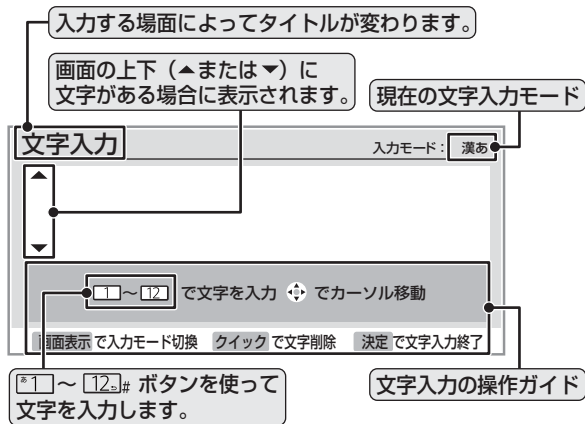 入力する場面によってタイトルが変わります。
画面の上下（▲または▼）に
文字がある場合に表示されます。
現在の文字入力モード
文字入力
入力モード： 漢あ
▲
▼
1～12 で文字を入力 でカーソル移動
画面表示 で入力モード切換 クイック で文字削除 決定 で文字入力終了
あ1～12# ボタンを使って
文字を入力します。
文字入力の操作ガイド